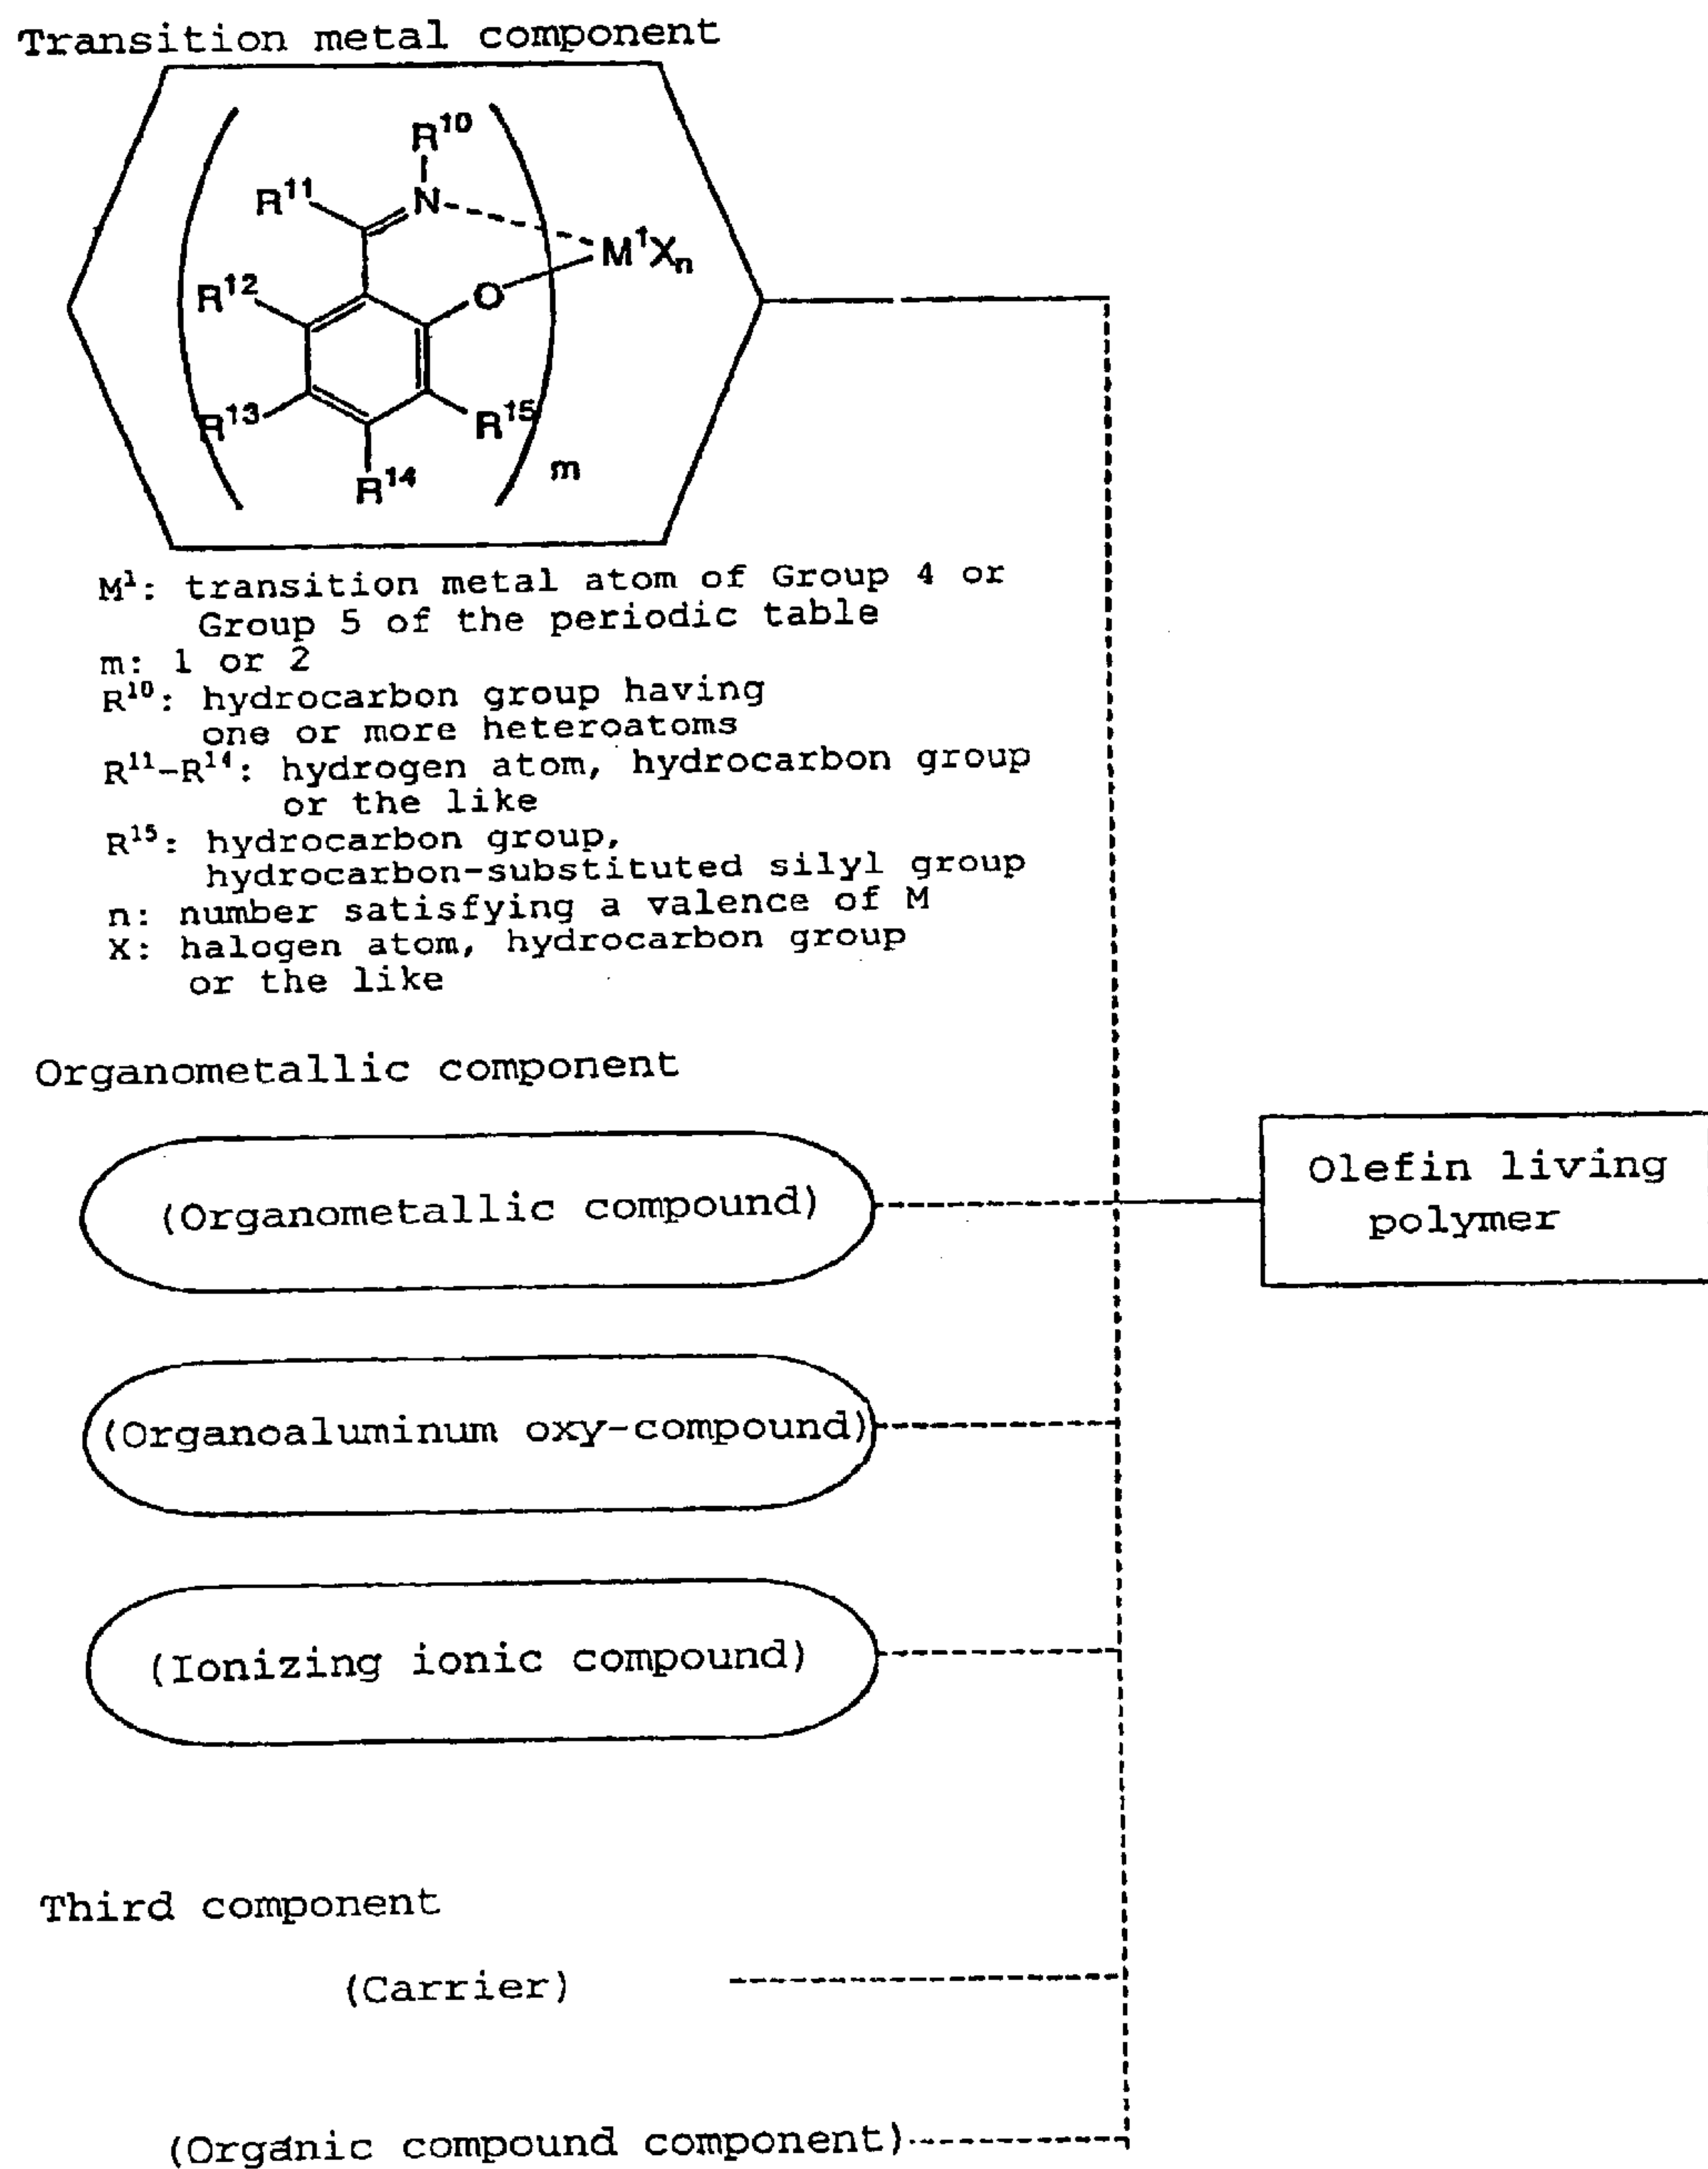 Transition metal component
R¹⁰
R¹¹
N
M¹Xₙ
R¹²
O
R¹³
R¹⁵
R¹⁴
m
M¹: transition metal atom of Group 4 or
Group 5 of the periodic table
m: 1 or 2
R¹⁰: hydrocarbon group having
one or more heteroatoms
R¹¹-R¹⁴: hydrogen atom, hydrocarbon group
or the like
R¹⁵: hydrocarbon group,
hydrocarbon-substituted silyl group
n: number satisfying a valence of M
X: halogen atom, hydrocarbon group
or the like
Organometallic component
(Organometallic compound)
Olefin living
polymer
(Organoaluminum oxy-compound)
(Ionizing ionic compound)
Third component
(Carrier)
(Organic compound component)